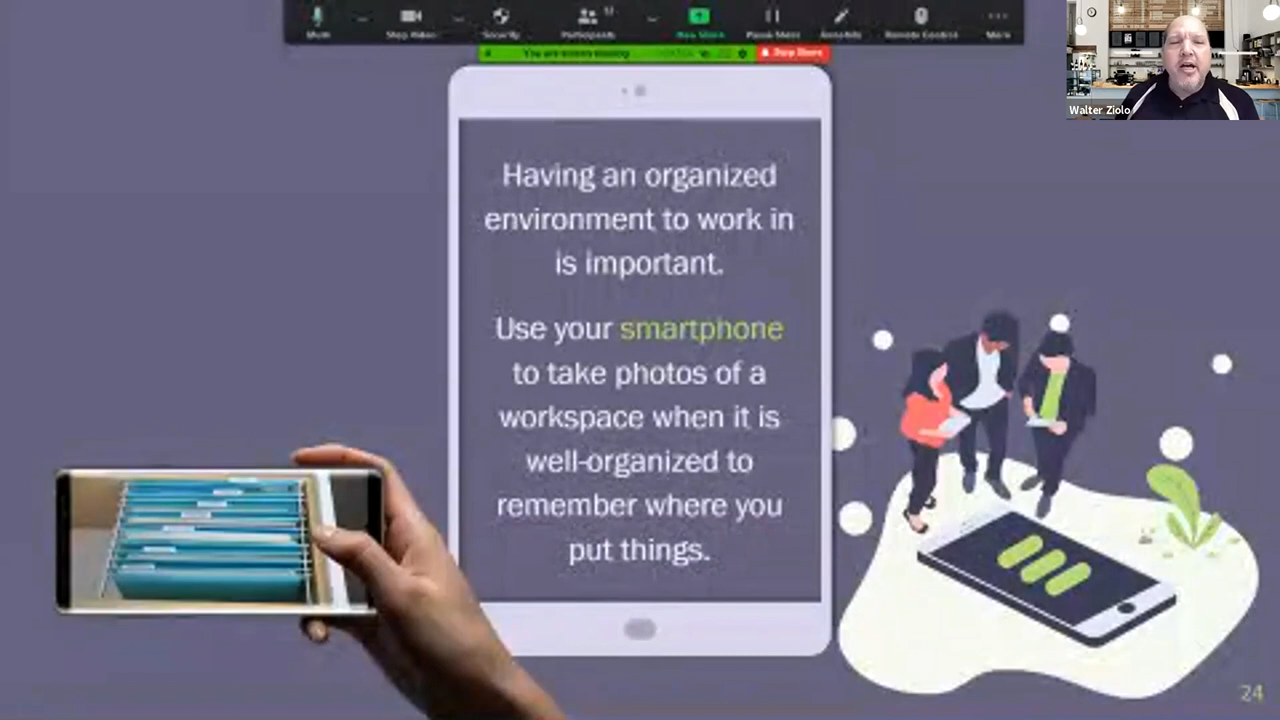 Mute
Stop Video
Security
Participants
New Share
Pause Share
Annotate
Remote Control
More
You are screen sharing
Stop Share
Walter Ziolo
Having an organized
environment to work in
is important.
Use your smartphone
to take photos of a
workspace when it is
well-organized to
remember where you
put things.
24